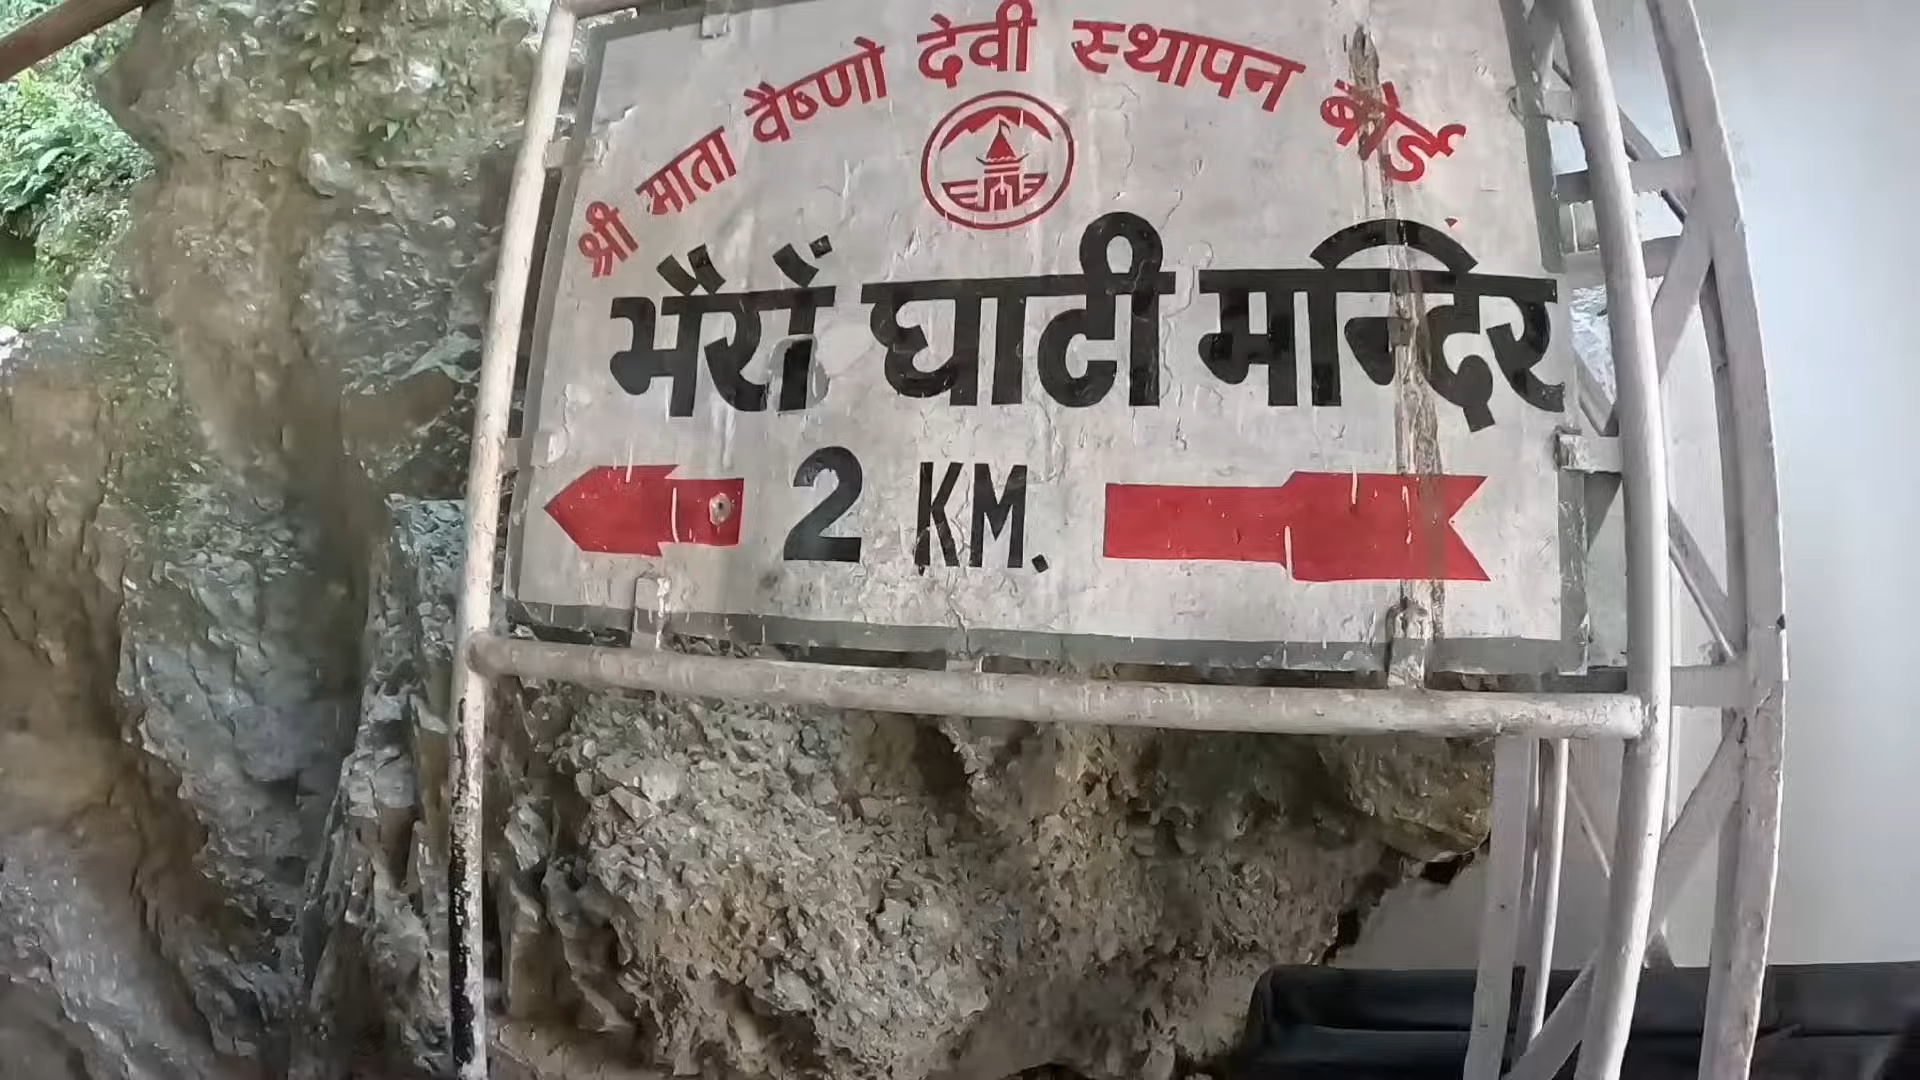 श्री माता वैष्णो देवी स्थापन बोर्ड
भैरों घाटी मन्दिर
2 KM.